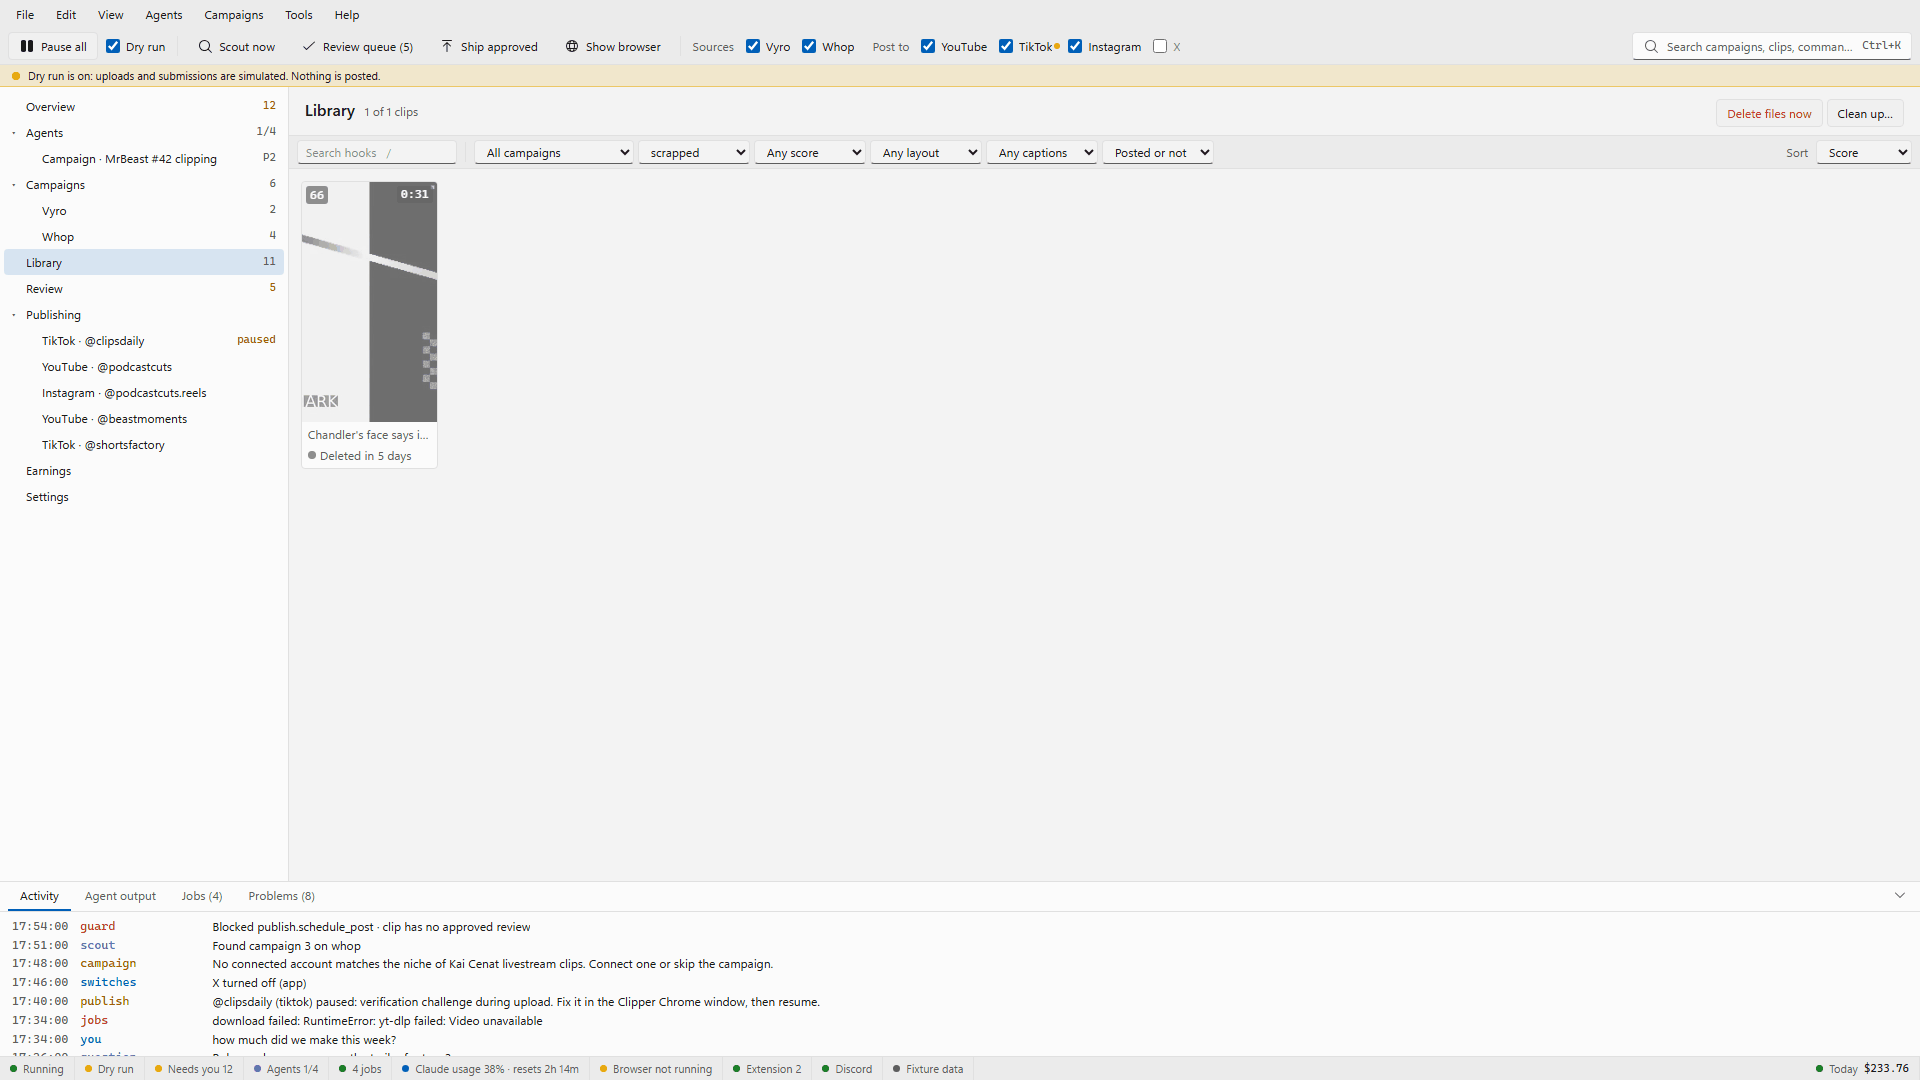 File Edit View Agents Campaigns Tools Help
Pause all Dry run Scout now Review queue (5) Ship approved Show browser Sources Vyro Whop Post to YouTube TikTok Instagram X Search campaigns, clips, comman... Ctrl+K
Dry run is on: uploads and submissions are simulated. Nothing is posted.
Overview 12
Agents 1/4
Campaign · MrBeast #42 clipping P2
Campaigns 6
Vyro 2
Whop 4
Library 11
Review 5
Publishing
TikTok · @clipsdaily paused
YouTube · @podcastcuts
Instagram · @podcastcuts.reels
YouTube · @beastmoments
TikTok · @shortsfactory
Earnings
Settings
Library 1 of 1 clips Delete files now Clean up...
Search hooks / All campaigns scrapped Any score Any layout Any captions Posted or not Sort Score
66 0:31
ARK
Chandler's face says i...
Deleted in 5 days
Activity Agent output Jobs (4) Problems (8)
17:54:00 guard Blocked publish.schedule_post · clip has no approved review
17:51:00 scout Found campaign 3 on whop
17:48:00 campaign No connected account matches the niche of Kai Cenat livestream clips. Connect one or skip the campaign.
17:46:00 switches X turned off (app)
17:40:00 publish @clipsdaily (tiktok) paused: verification challenge during upload. Fix it in the Clipper Chrome window, then resume.
17:34:00 jobs download failed: RuntimeError: yt-dlp failed: Video unavailable
17:34:00 you how much did we make this week?
Running Dry run Needs you 12 Agents 1/4 4 jobs Claude usage 38% · resets 2h 14m Browser not running Extension 2 Discord Fixture data Today $233.76